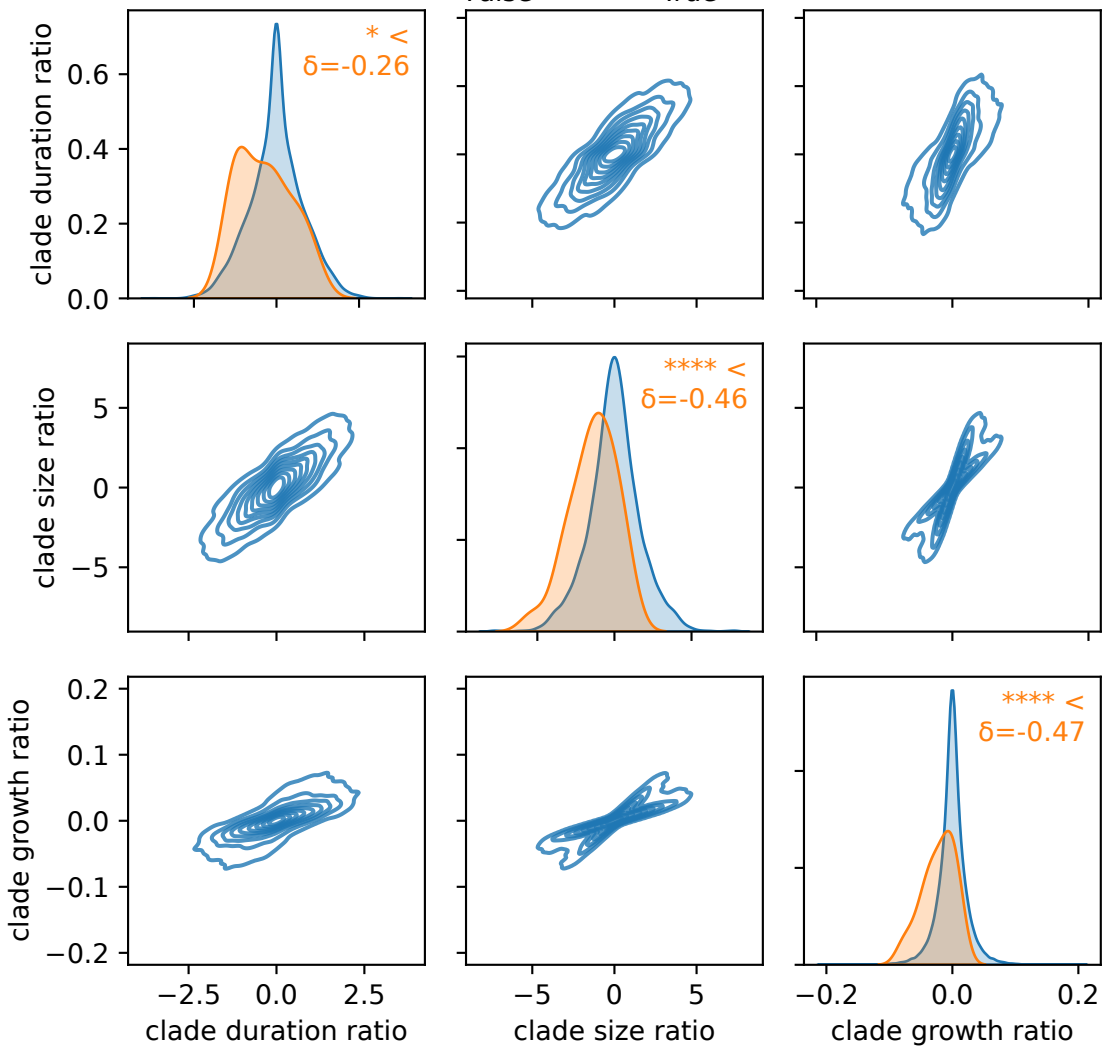 * <
δ=-0.26
clade duration ratio
0.6
0.4
0.2
0.0
**** <
δ=-0.46
clade size ratio
5
0
−5
**** <
δ=-0.47
clade growth ratio
0.2
0.1
0.0
−0.1
−0.2
−2.5 0.0 2.5
−5 0 5
−0.2 0.0 0.2
clade duration ratio
clade size ratio
clade growth ratio